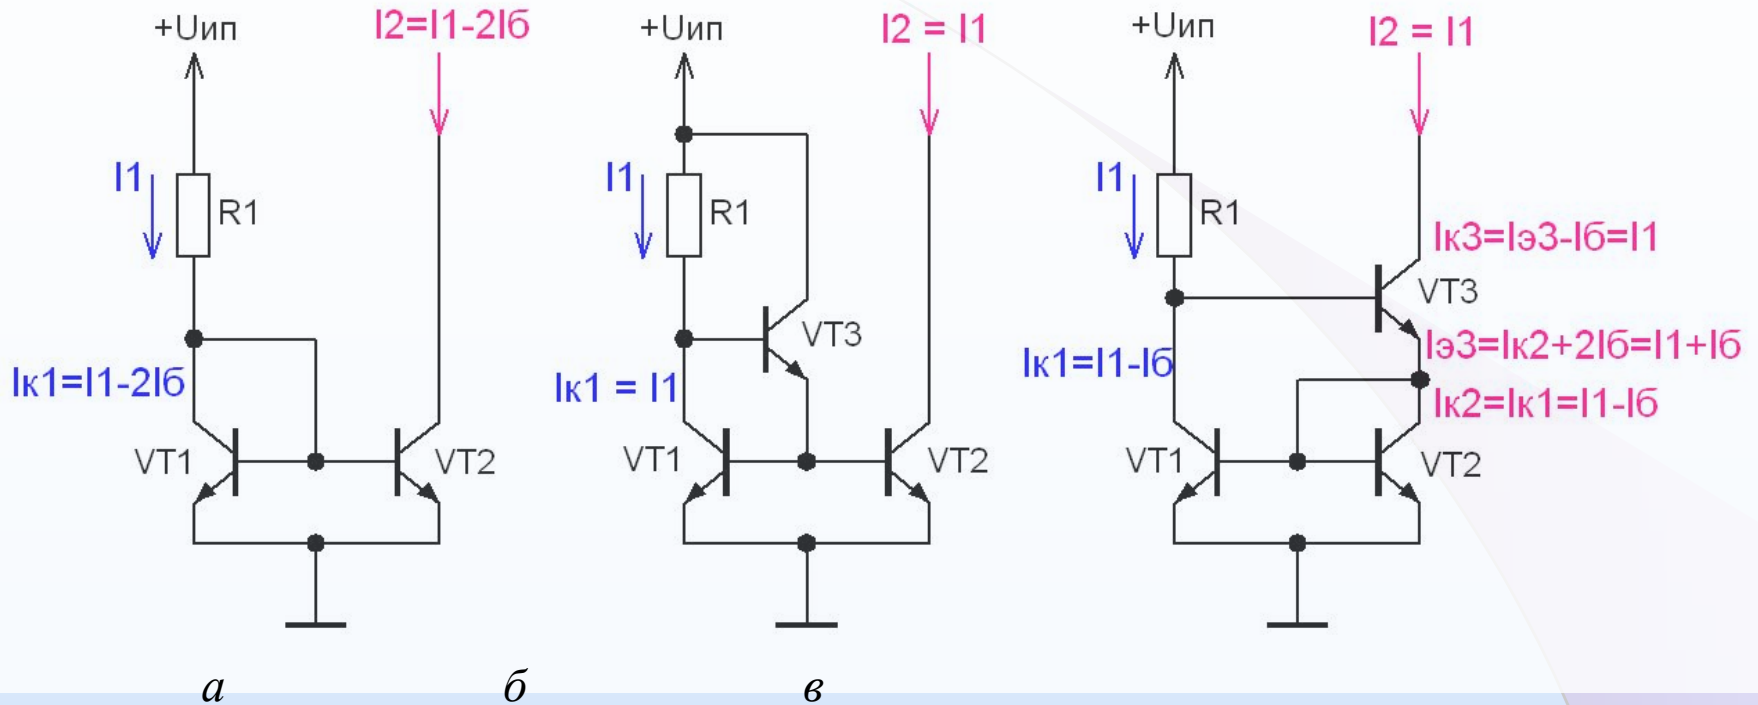 +Uип
I2=I1-2Iб
I1
R1
Iк1=I1-2Iб
VT1
VT2
+Uип
I2 = I1
I1
R1
VT3
Iк1 = I1
VT1
VT2
+Uип
I2 = I1
I1
R1
Iк3=Iэ3-Iб=I1
VT3
Iэ3=Iк2+2Iб=I1+Iб
Iк1=I1-Iб
Iк2=Iк1=I1-Iб
VT1
VT2
а б в